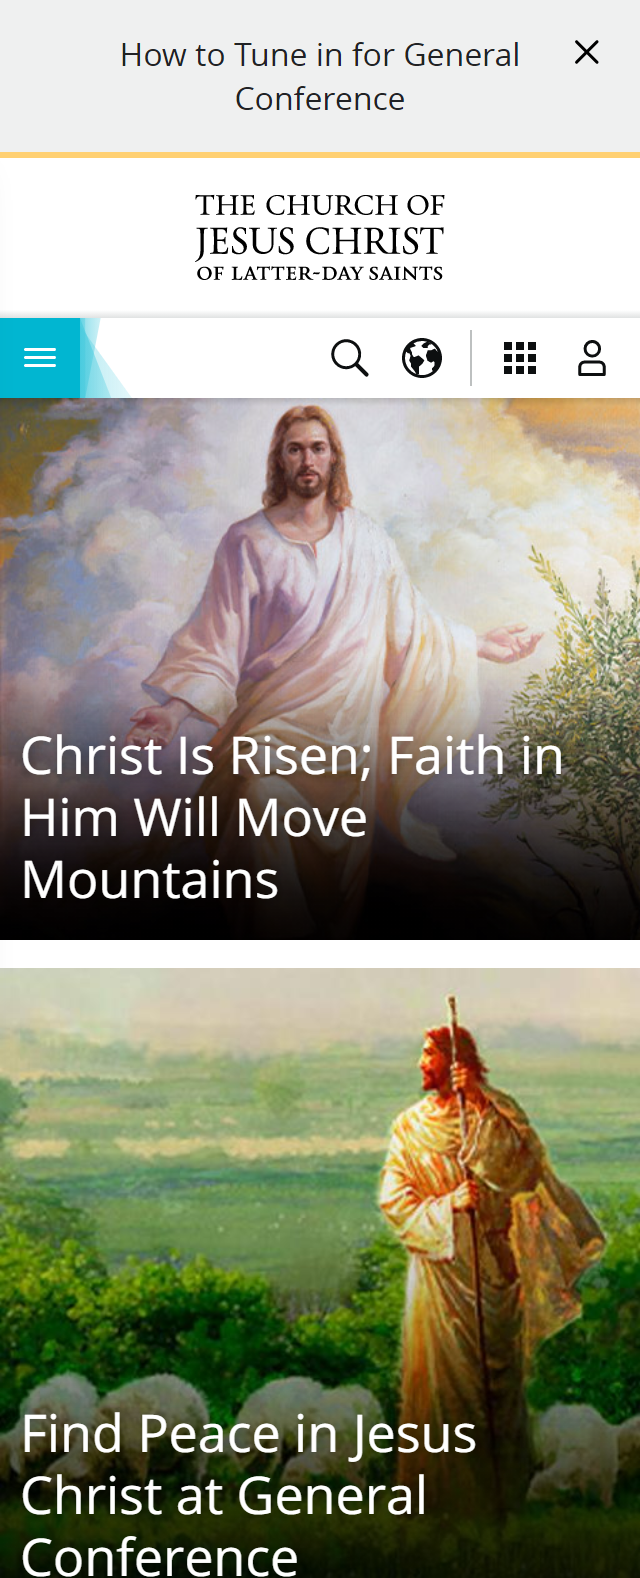 How to Tune in for General
Conference
THE CHURCH OF
JESUS CHRIST
OF LATTER-DAY SAINTS
Christ Is Risen; Faith in
Him Will Move
Mountains
Find Peace in Jesus
Christ at General
Conference